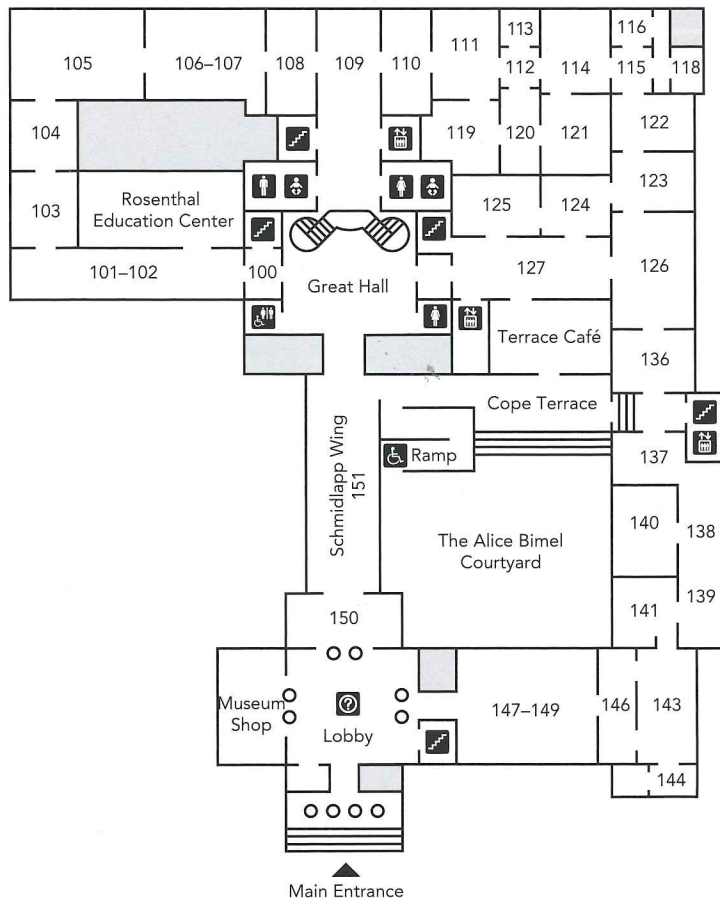 113
116
111
105
106–107
108
109
110
112
114
115
118
104
119
120
121
122
123
103
Rosenthal
Education Center
125
124
101–102
100
Great Hall
127
126
Terrace Café
136
Cope Terrace
Schmidlapp Wing
151
Ramp
137
140
138
The Alice Bimel
Courtyard
139
141
150
Museum
Shop
?
Lobby
147–149
146
143
144
Main Entrance